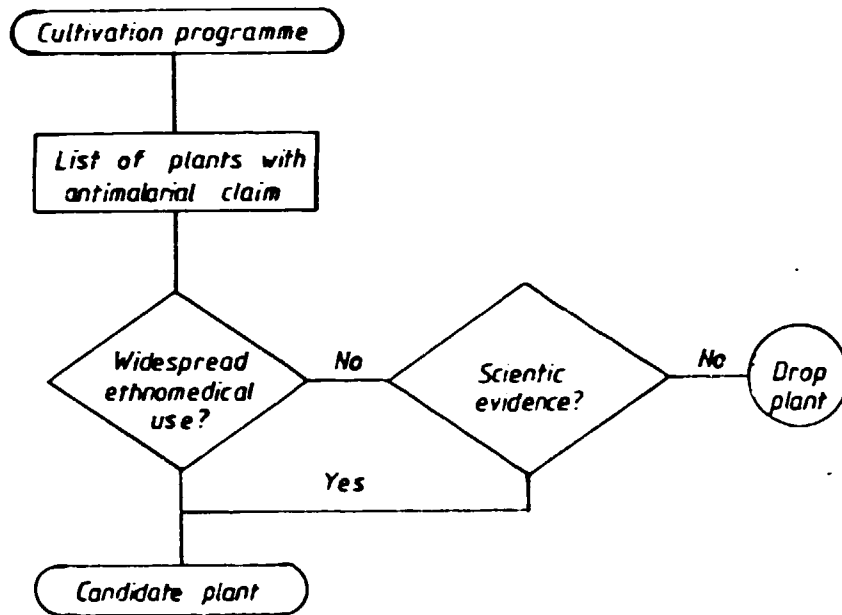 Cultivation programme
List of plants with
antimalarial claim
Widespread
ethnomedical
use?
No
Scientic
evidence?
No
Drop
plant
Yes
Candidate plant